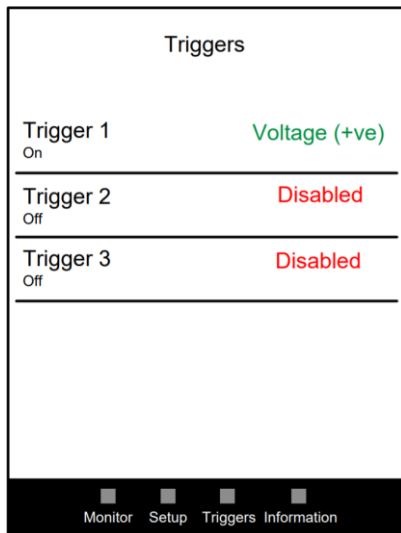 Triggers
Trigger 1 Voltage (+ve)
On
Trigger 2 Disabled
Off
Trigger 3 Disabled
Off
Monitor Setup Triggers Information